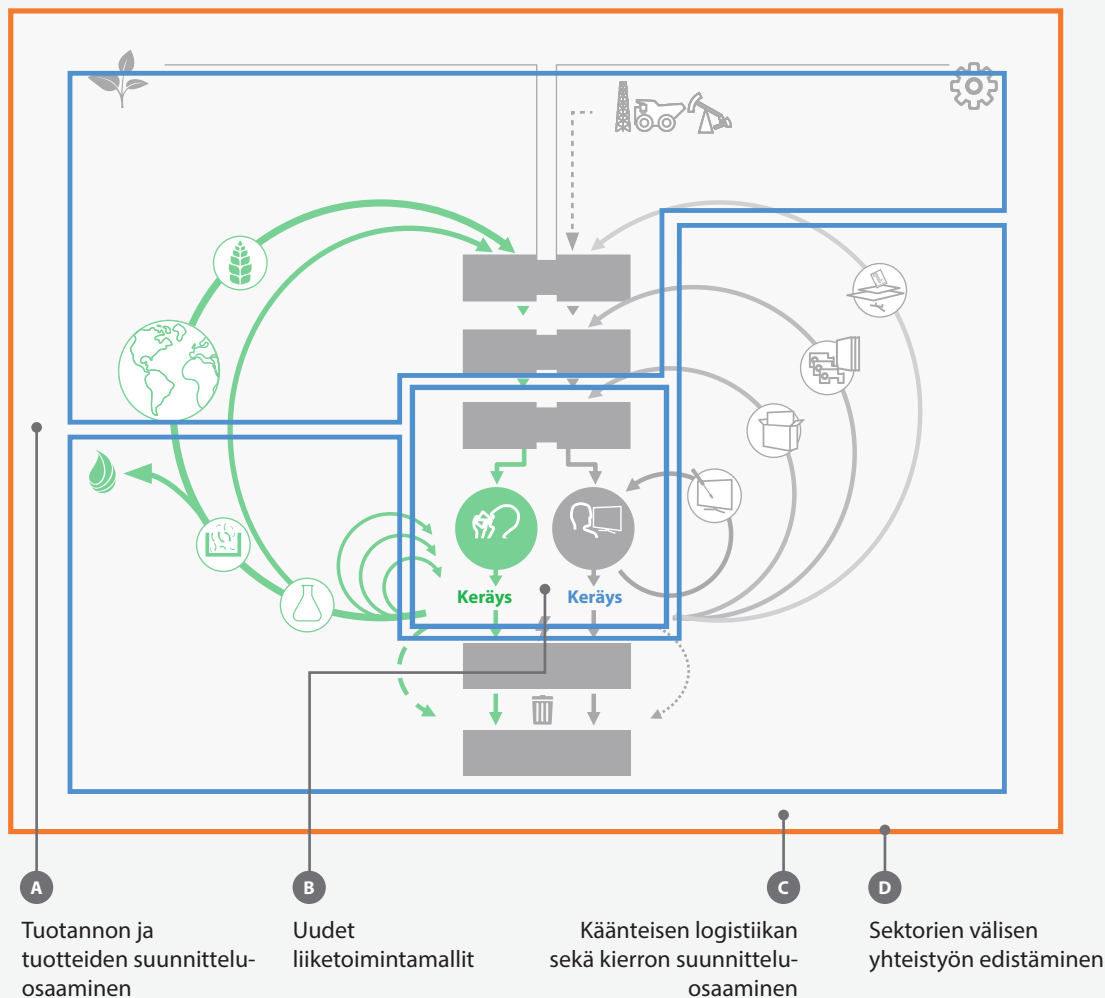 Keräys
Keräys
A
Tuotannon ja
tuotteiden suunnittelu-
osaaminen
B
Uudet
liiketoimintamallit
C
Käänteisen logistiikan
sekä kierron suunnittelu-
osaaminen
D
Sektorien välisen
yhteistyön edistäminen